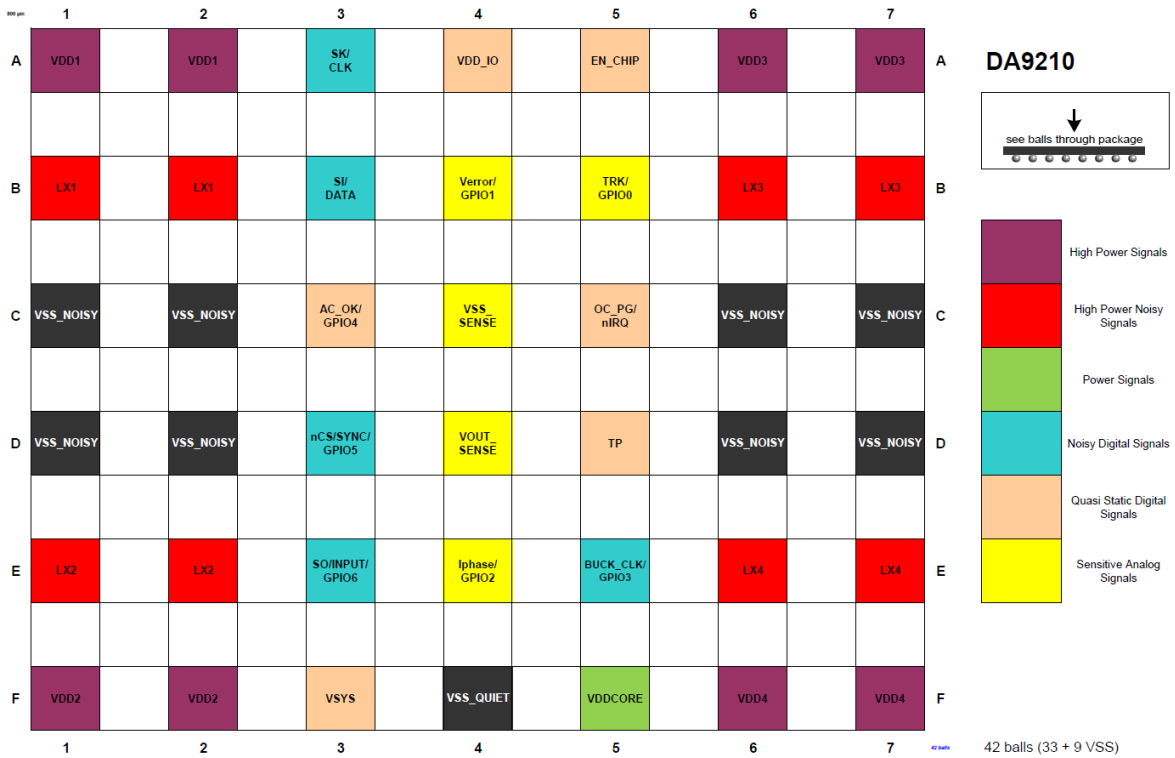 800 µm
1 2 3 4 5 6 7
A VDD1 VDD1 SK/
CLK VDD_IO EN_CHIP VDD3 VDD3 A
DA9210
see balls through package
B LX1 LX1 SI/
DATA Verror/
GPIO1 TRK/
GPIO0 LX3 LX3 B
High Power Signals
C VSS_NOISY VSS_NOISY AC_OK/
GPIO4 VSS_
SENSE OC_PG/
nIRQ VSS_NOISY VSS_NOISY C
High Power Noisy
Signals
Power Signals
D VSS_NOISY VSS_NOISY nCS/SYNC/
GPIO5 VOUT_
SENSE TP VSS_NOISY VSS_NOISY D
Noisy Digital Signals
Quasi Static Digital
Signals
E LX2 LX2 SO/INPUT/
GPIO6 Iphase/
GPIO2 BUCK_CLK/
GPIO3 LX4 LX4 E
Sensitive Analog
Signals
F VDD2 VDD2 VSYS VSS_QUIET VDDCORE VDD4 VDD4 F
1 2 3 4 5 6 7
42 balls
42 balls (33 + 9 VSS)